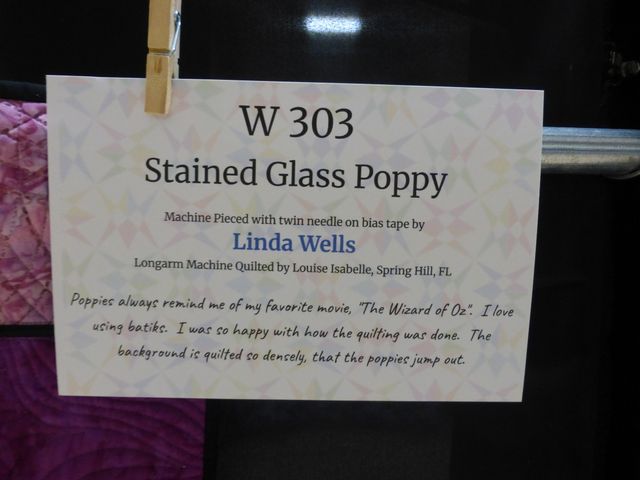 W 303
Stained Glass Poppy
Machine Pieced with twin needle on bias tape by
Linda Wells
Longarm Machine Quilted by Louise Isabelle, Spring Hill, FL
Poppies always remind me of my favorite movie, "The Wizard of Oz". I love
using batiks. I was so happy with how the quilting was done. The
background is quilted so densely, that the poppies jump out.